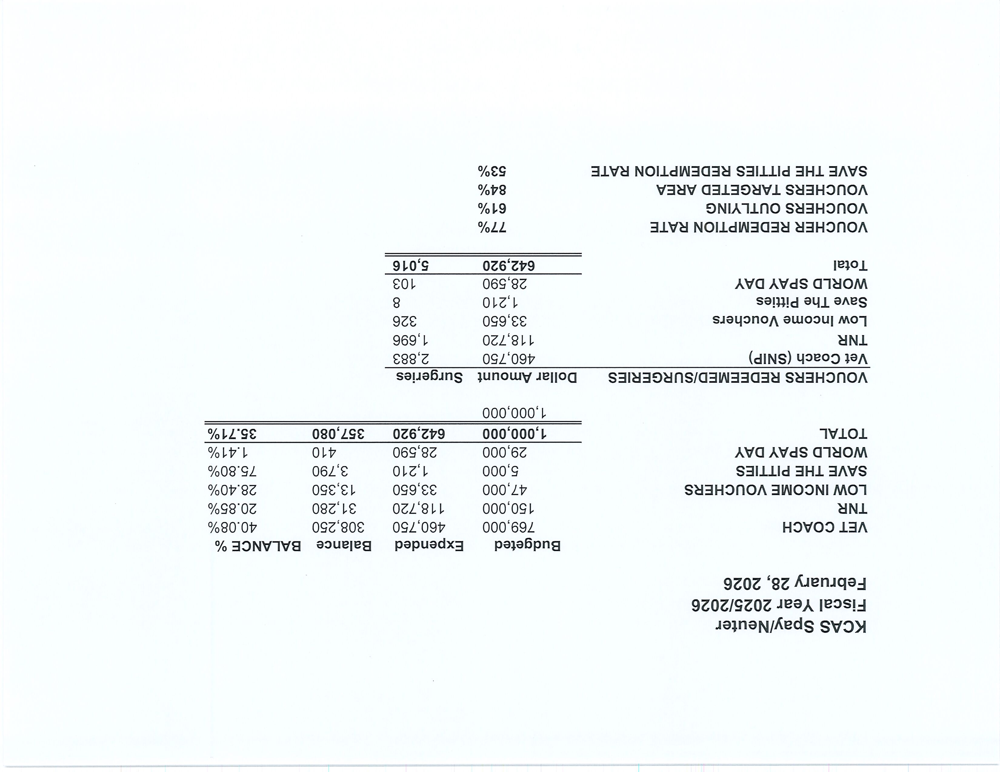 KCAS Spay/Neuter
Fiscal Year 2025/2026
February 28, 2026
Budgeted Expended Balance BALANCE %
VET COACH 769,000 460,750 308,250 40.08%
TNR 150,000 118,720 31,280 20.85%
LOW INCOME VOUCHERS 47,000 33,650 13,350 28.40%
SAVE THE PITTIES 5,000 1,210 3,790 75.80%
WORLD SPAY DAY 29,000 28,590 410 1.41%
TOTAL 1,000,000 642,920 357,080 35.71%
1,000,000
VOUCHERS REDEEMED/SURGERIES Dollar Amount Surgeries
Vet Coach (SNIP) 460,750 2,883
TNR 118,720 1,696
Low Income Vouchers 33,650 326
Save The Pitties 1,210 8
WORLD SPAY DAY 28,590 103
Total 642,920 5,016
VOUCHER REDEMPTION RATE 77%
VOUCHERS OUTLYING 61%
VOUCHERS TARGETED AREA 84%
SAVE THE PITTIES REDEMPTION RATE 53%